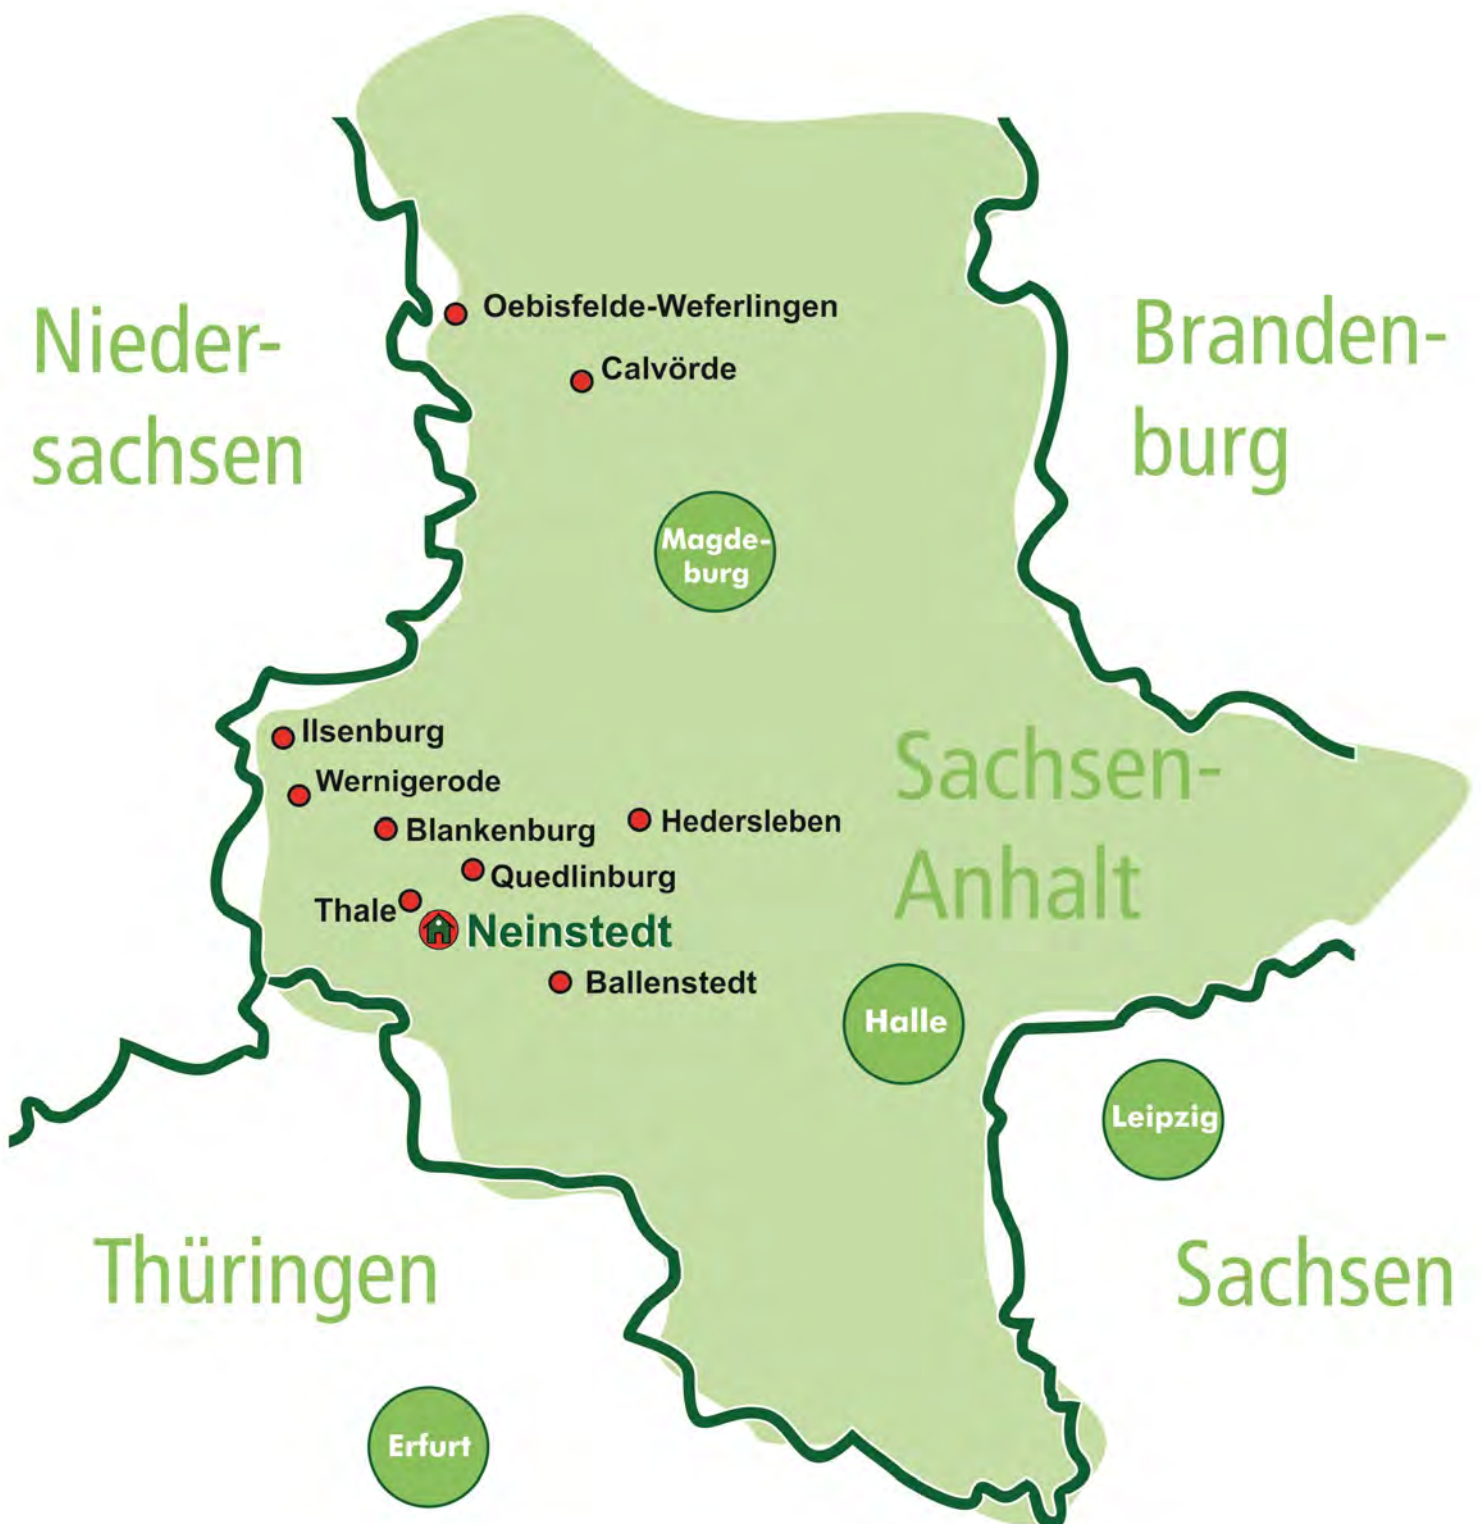 Oebisfelde-Weferlingen
Nieder-
sachsen
Branden-
burg
Calvörde
Magde-
burg
Ilsenburg
Wernigerode
Blankenburg
Hedersleben
Sachsen-
Anhalt
Quedlinburg
Thale
Neinstedt
Ballenstedt
Halle
Leipzig
Thüringen
Sachsen
Erfurt